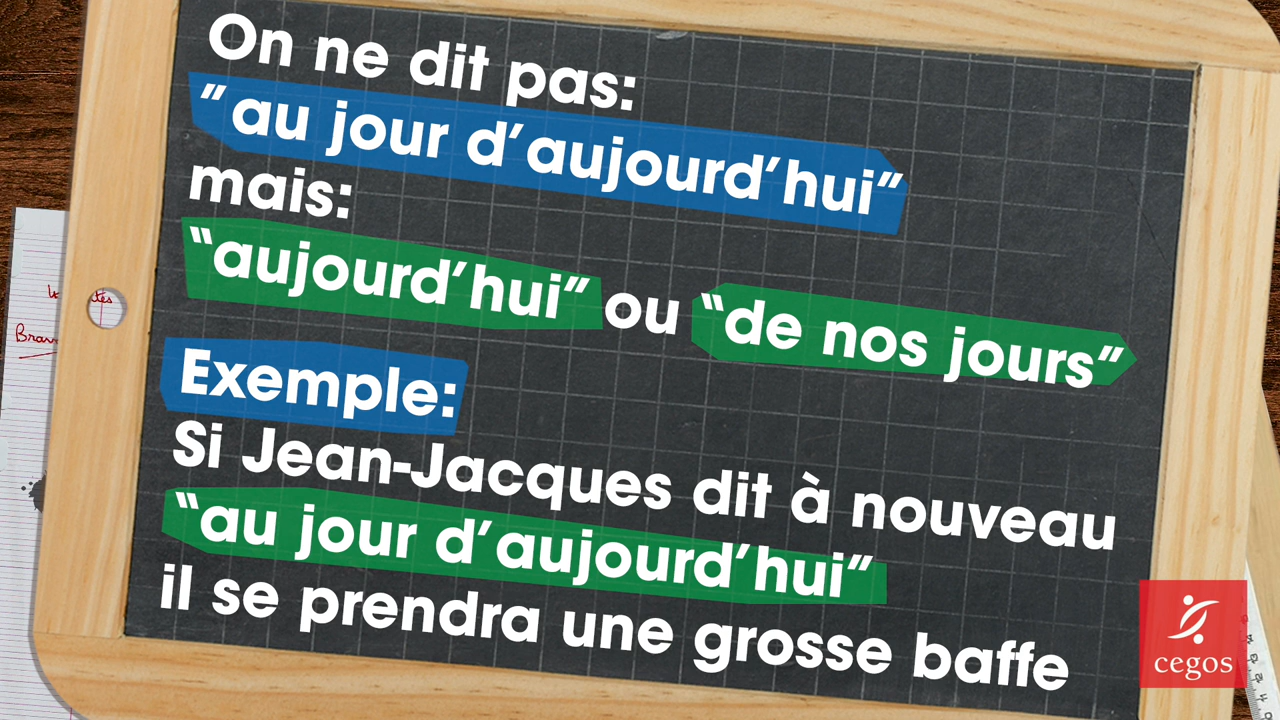 On ne dit pas:
"au jour d'aujourd'hui"
mais:
"aujourd'hui" ou "de nos jours"
Exemple:
Si Jean-Jacques dit à nouveau
"au jour d'aujourd'hui"
il se prendra une grosse baffe
cegos